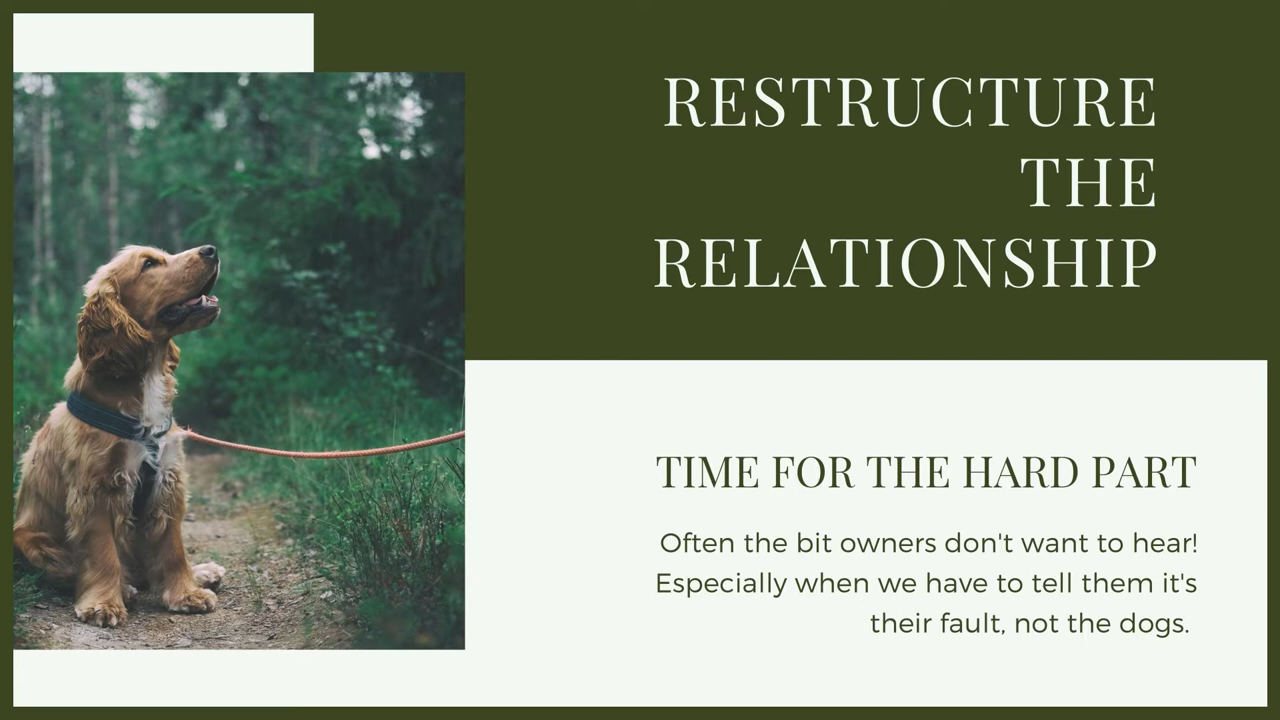 RESTRUCTURE
THE
RELATIONSHIP
TIME FOR THE HARD PART
Often the bit owners don't want to hear!
Especially when we have to tell them it's
their fault, not the dogs.